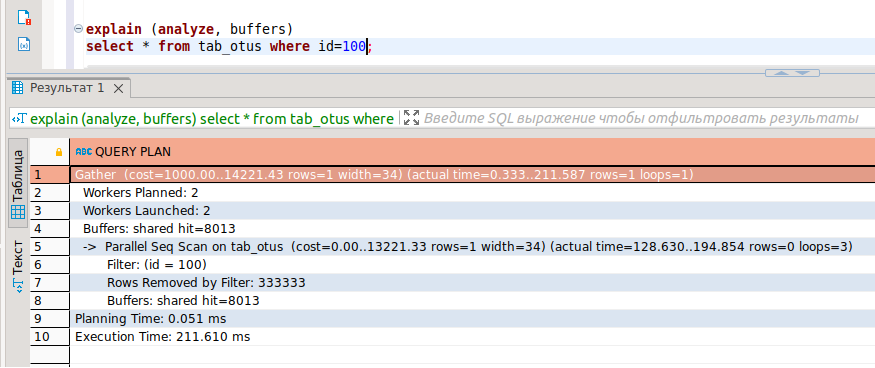 explain (analyze, buffers)
select * from tab_otus where id=100;
Результат 1
explain (analyze, buffers) select * from tab_otus where
Введите SQL выражение чтобы отфильтровать результаты
Таблица
Текст
ABC QUERY PLAN
1 Gather (cost=1000.00..14221.43 rows=1 width=34) (actual time=0.333..211.587 rows=1 loops=1)
2 Workers Planned: 2
3 Workers Launched: 2
4 Buffers: shared hit=8013
5 -> Parallel Seq Scan on tab_otus (cost=0.00..13221.33 rows=1 width=34) (actual time=128.630..194.854 rows=0 loops=3)
6 Filter: (id = 100)
7 Rows Removed by Filter: 333333
8 Buffers: shared hit=8013
9 Planning Time: 0.051 ms
10 Execution Time: 211.610 ms